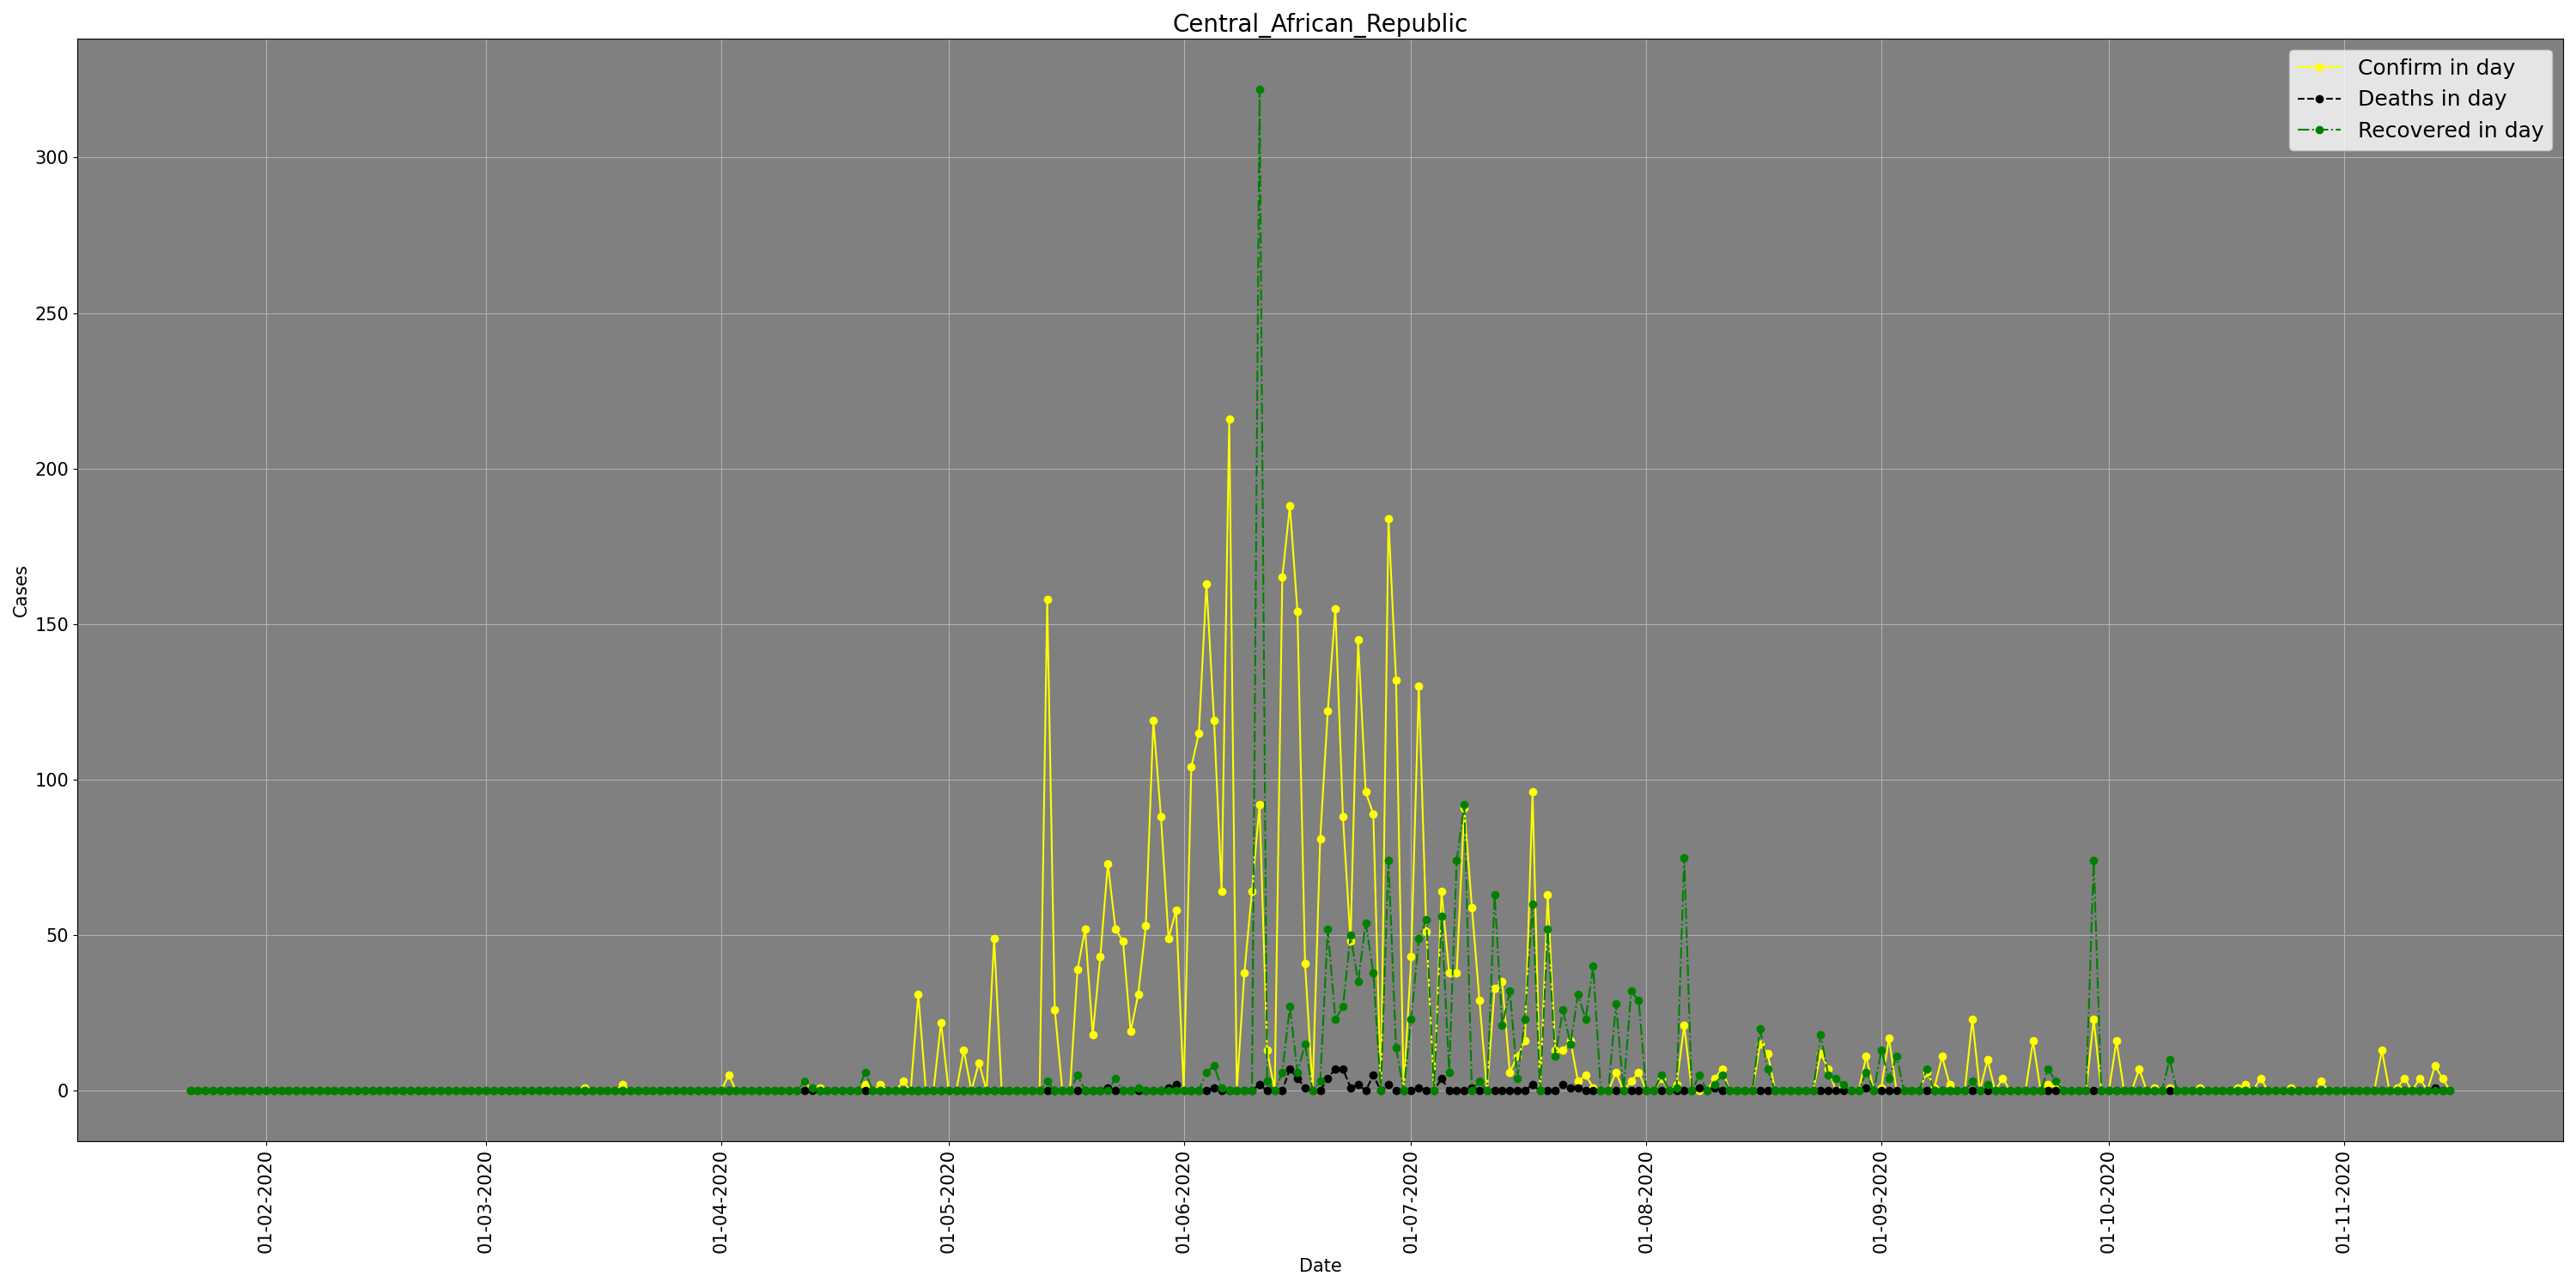 Central_African_Republic
Confirm in day
Deaths in day
Recovered in day
Cases
300
250
200
150
100
50
0
01-02-2020
01-03-2020
01-04-2020
01-05-2020
01-06-2020
01-07-2020
01-08-2020
01-09-2020
01-10-2020
01-11-2020
Date